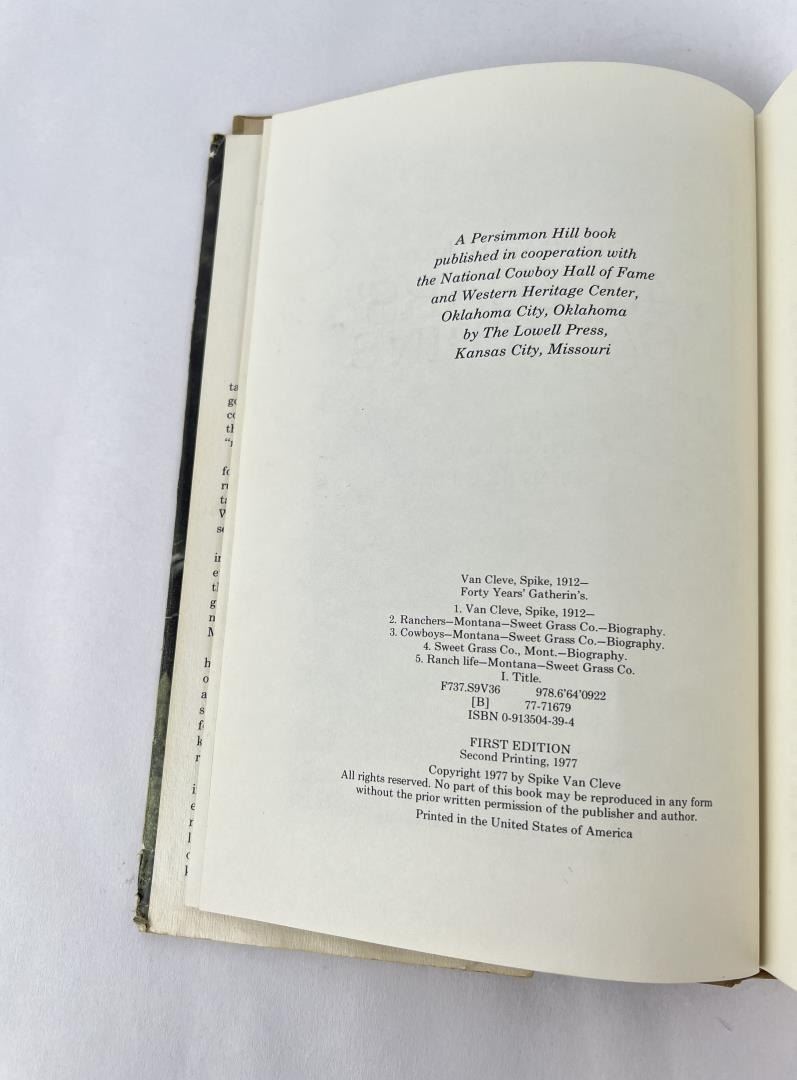 A Persimmon Hill book
published in cooperation with
the National Cowboy Hall of Fame
and Western Heritage Center,
Oklahoma City, Oklahoma
by The Lowell Press,
Kansas City, Missouri
Van Cleve, Spike, 1912–
Forty Years' Gatherin's.
1. Van Cleve, Spike, 1912–
2. Ranchers—Montana—Sweet Grass Co.—Biography.
3. Cowboys—Montana—Sweet Grass Co.—Biography.
4. Sweet Grass Co., Mont.—Biography.
5. Ranch life—Montana—Sweet Grass Co.
I. Title.
F737.S9V36 978.6'64'0922
[B] 77-71679
ISBN 0-913504-39-4
FIRST EDITION
Second Printing, 1977
Copyright 1977 by Spike Van Cleve
All rights reserved. No part of this book may be reproduced in any form
without the prior written permission of the publisher and author.
Printed in the United States of America